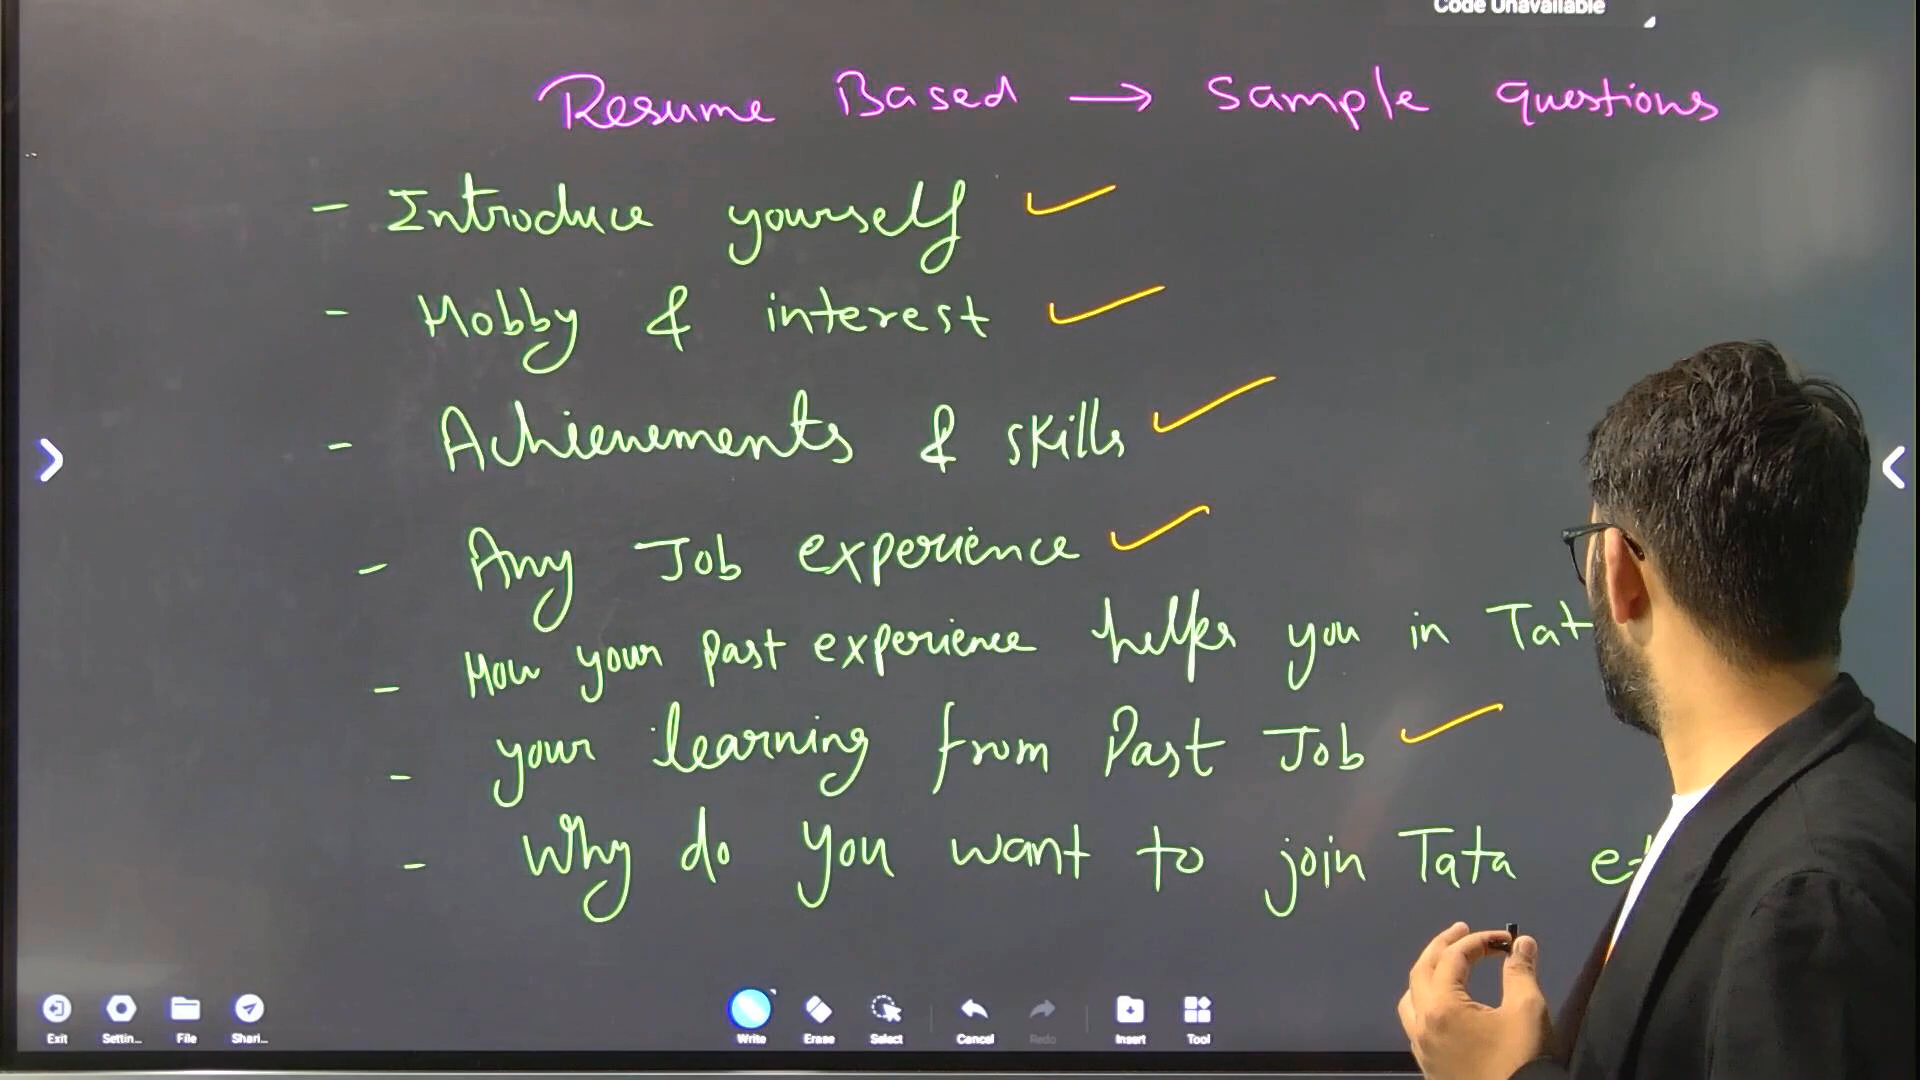 Code Unavailable
Resume Based → Sample questions
- Introduce yourself ✓
- Hobby & interest ✓
- Achievements & skills ✓
- Any Job experience ✓
- How your past experience helps you in Tat
- your learning from Past Job ✓
- Why do you want to join Tata
Exit Settin... File Shari... Write Erase Select Cancel Redo Insert Tool